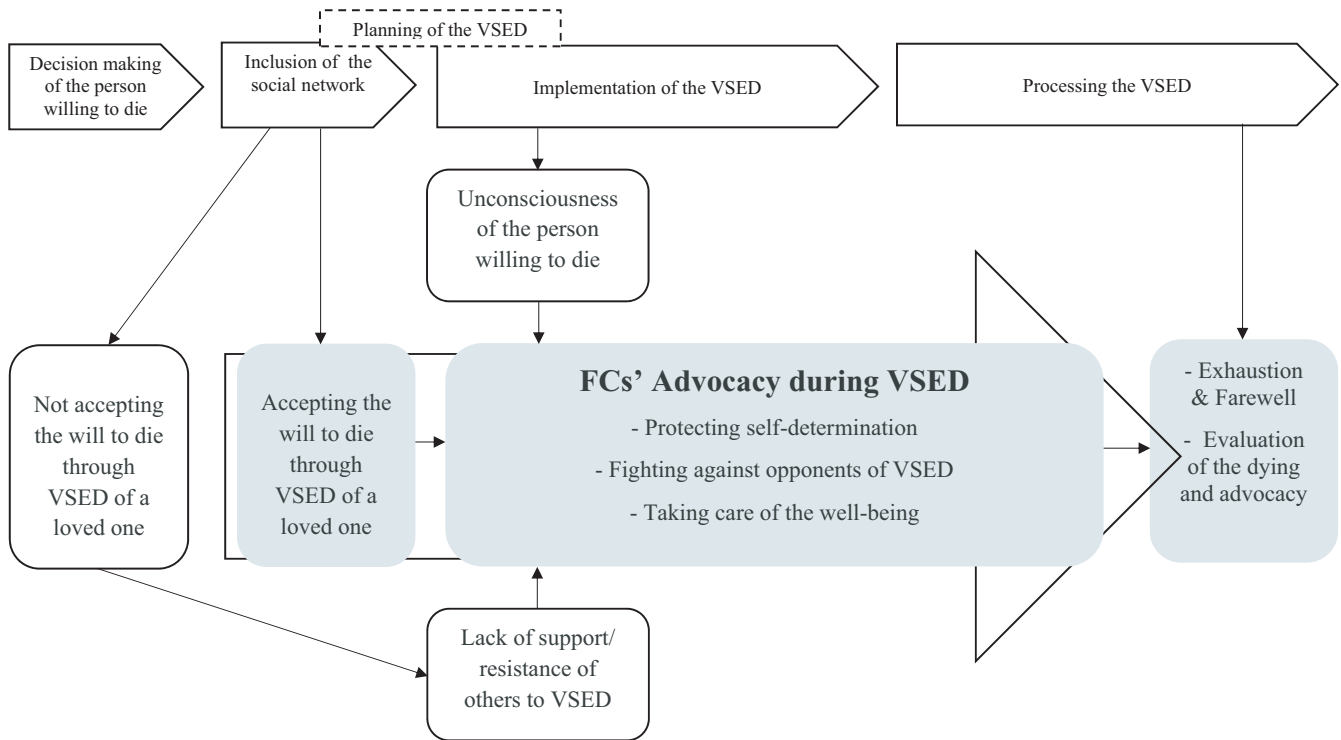 Planning of the VSED
Decision making
of the person
willing to die
Inclusion of the
social network
Implementation of the VSED
Processing the VSED
Unconsciousness
of the person
willing to die
Not accepting
the will to die
through
VSED of a
loved one
Accepting the
will to die
through
VSED of a
loved one
FCs’ Advocacy during VSED
- Protecting self-determination
- Fighting against opponents of VSED
- Taking care of the well-being
- Exhaustion
& Farewell
- Evaluation
of the dying
and advocacy
Lack of support/
resistance of
others to VSED